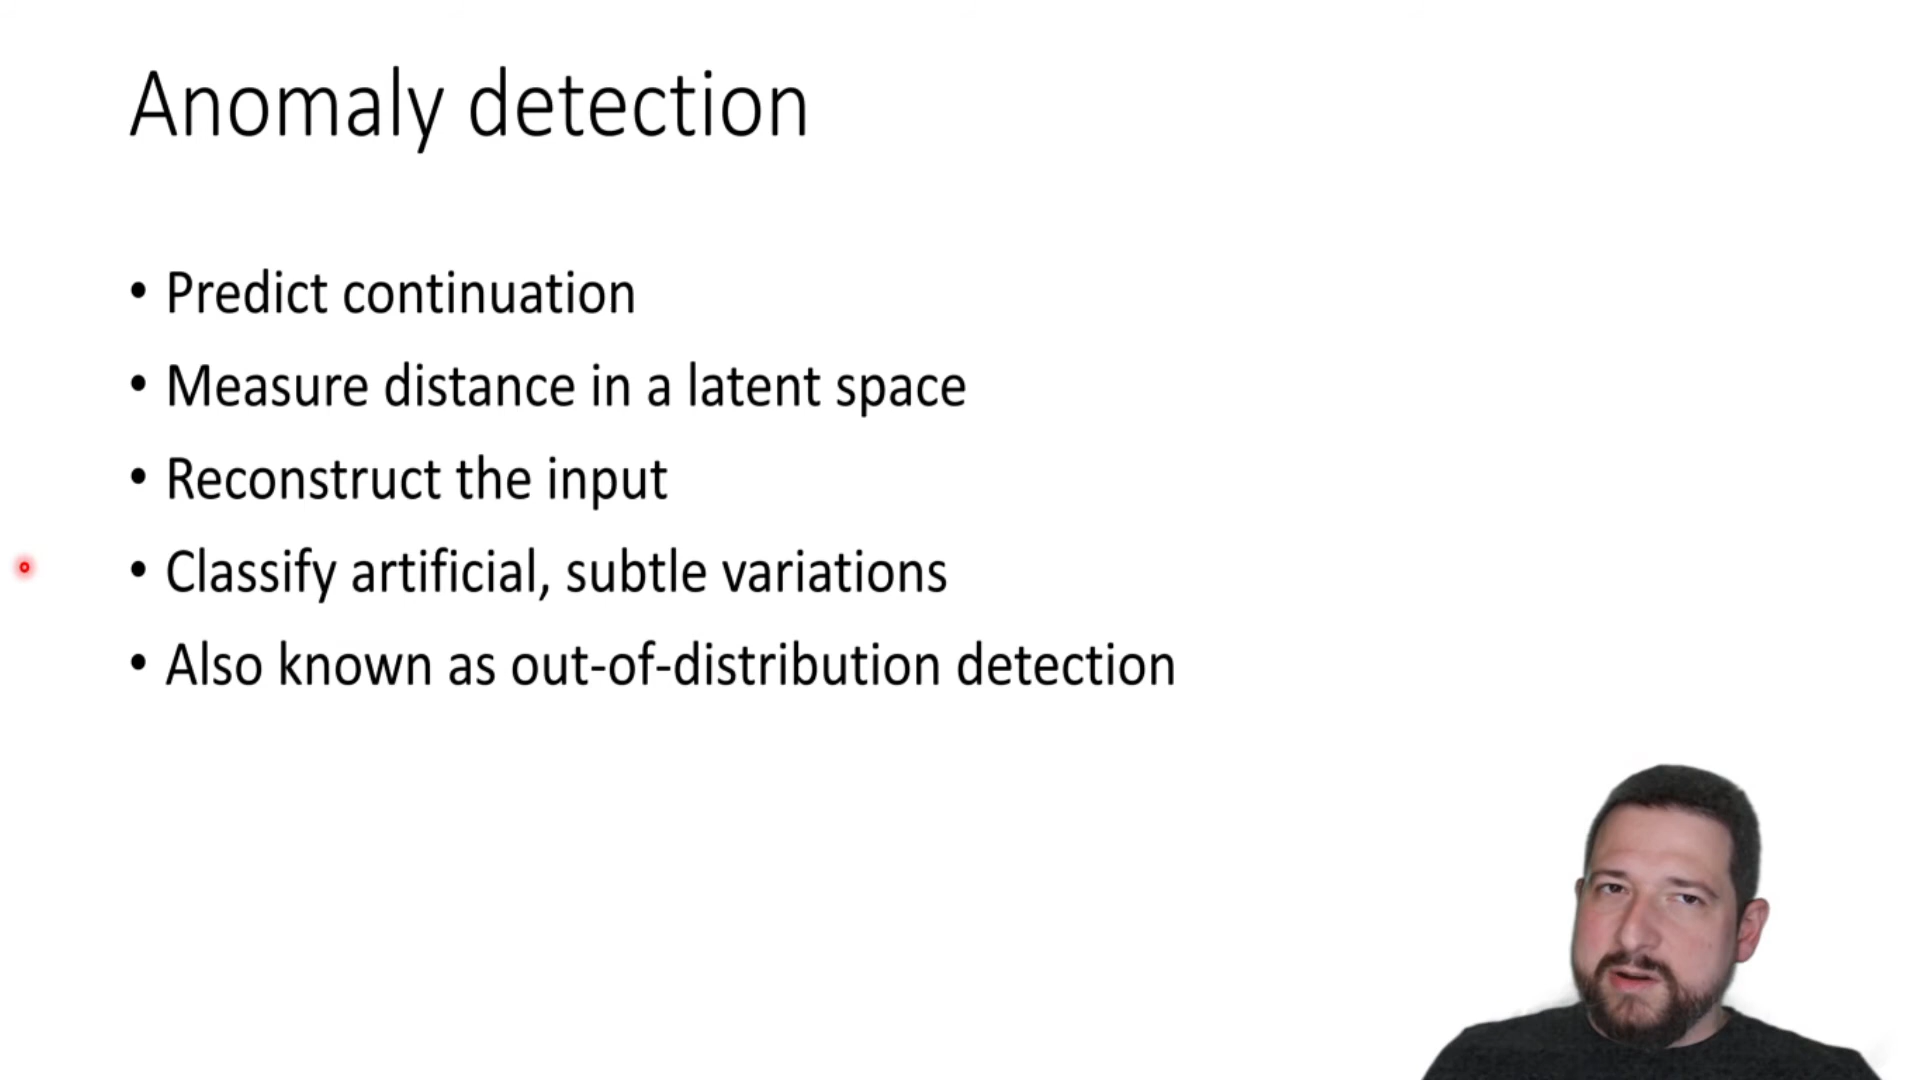 Anomaly detection
• Predict continuation
• Measure distance in a latent space
• Reconstruct the input
• Classify artificial, subtle variations
• Also known as out-of-distribution detection